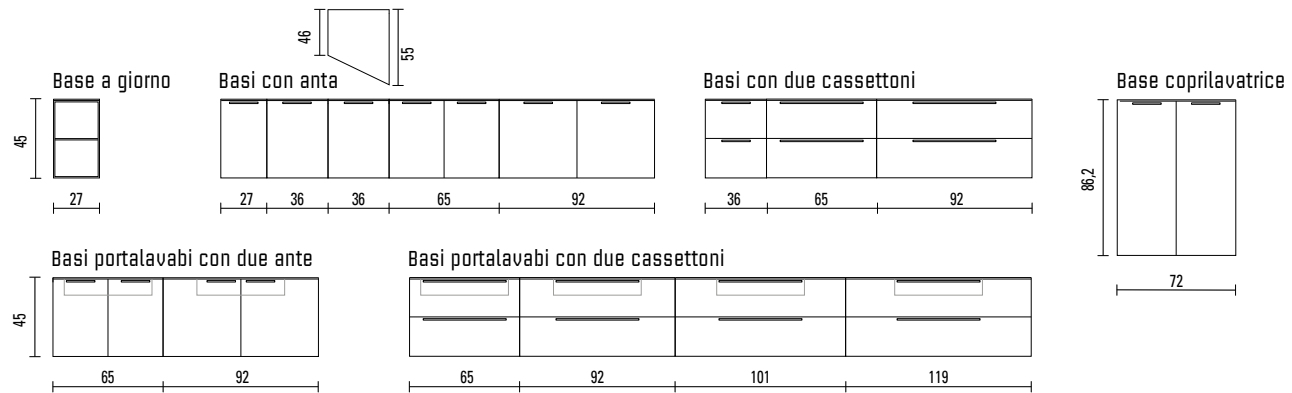 46
55
Base a giorno
Basi con anta
Basi con due cassettoni
Base coprilavatrice
45
27
27 36 36 65 92
36 65 92
86,2
72
Basi portalavabi con due ante
Basi portalavabi con due cassettoni
45
65 92
65 92 101 119